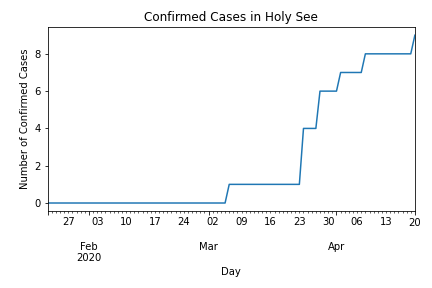 Confirmed Cases in Holy See
Number of Confirmed Cases
8
6
4
2
0
27 03 10 17 24 02 09 16 23 30 06 13 20
Feb Mar Apr
2020
Day